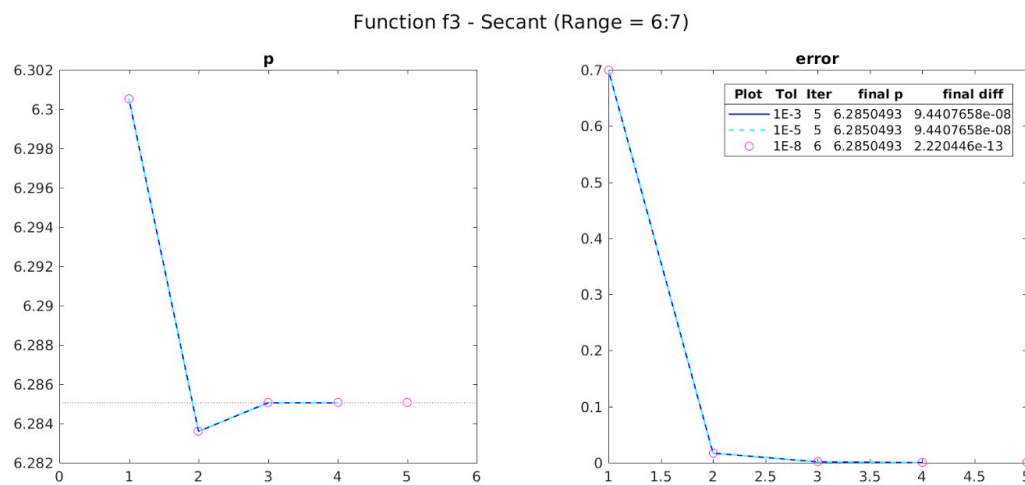 Function f3 - Secant (Range = 6:7)
p
6.302
6.3
6.298
6.296
6.294
6.292
6.29
6.288
6.286
6.284
6.282
0 1 2 3 4 5 6
error
0.7
0.6
0.5
0.4
0.3
0.2
0.1
0
1 1.5 2 2.5 3 3.5 4 4.5 5
Plot Tol Iter final p final diff
1E-3 5 6.2850493 9.4407658e-08
1E-5 5 6.2850493 9.4407658e-08
1E-8 6 6.2850493 2.220446e-13